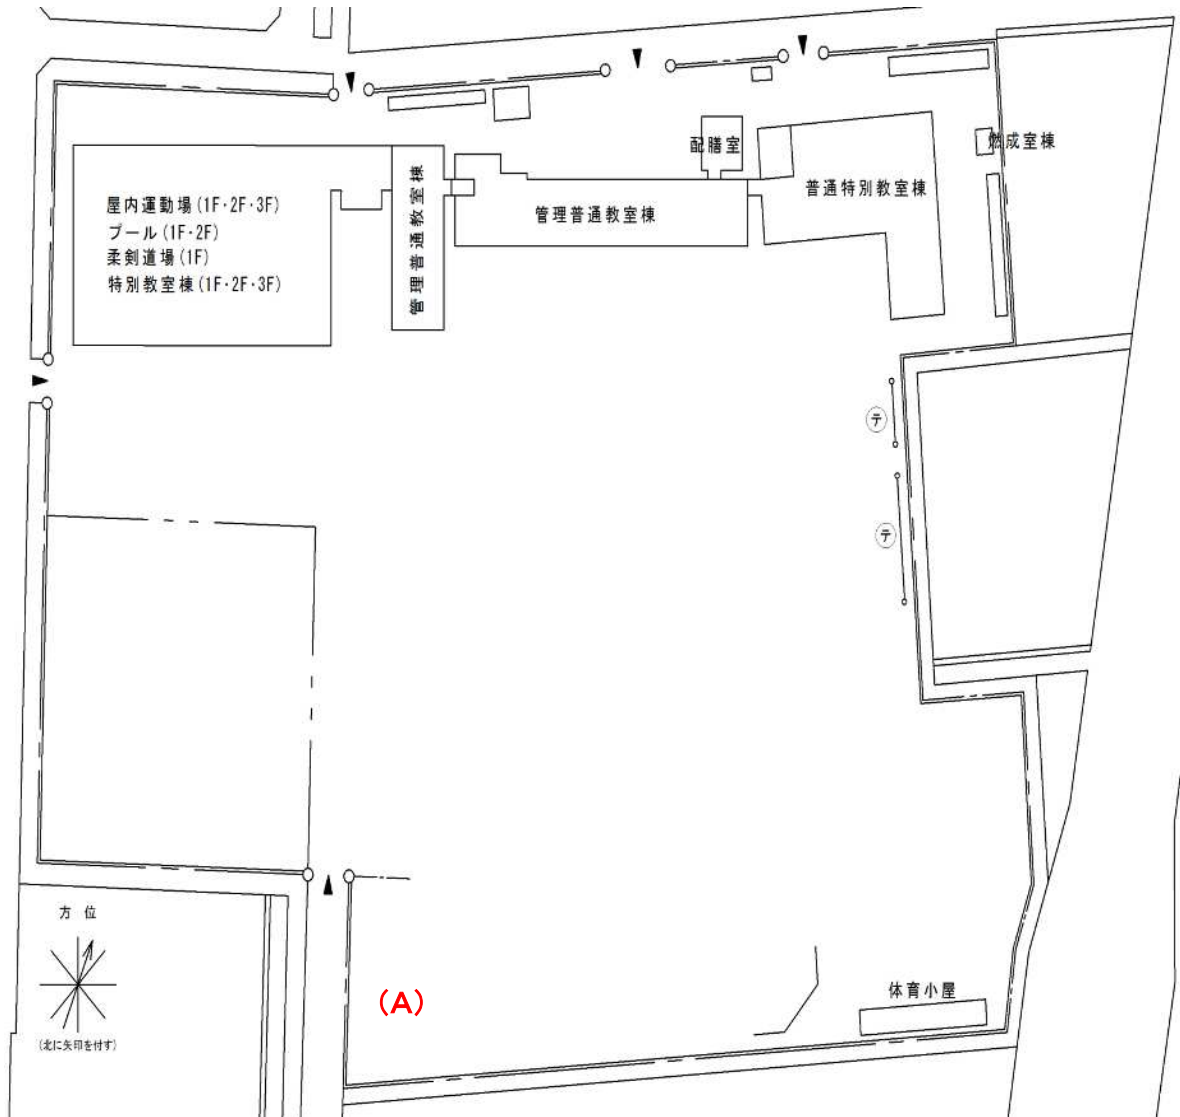 配膳室
燃成室棟
普通特別教室棟
管理普通教室棟
管理普通教室棟
屋内運動場(1F·2F·3F)
プール(1F·2F)
柔剣道場(1F)
特別教室棟(1F·2F·3F)
テ
テ
方 位
(北に矢印を付す)
(A)
体育小屋